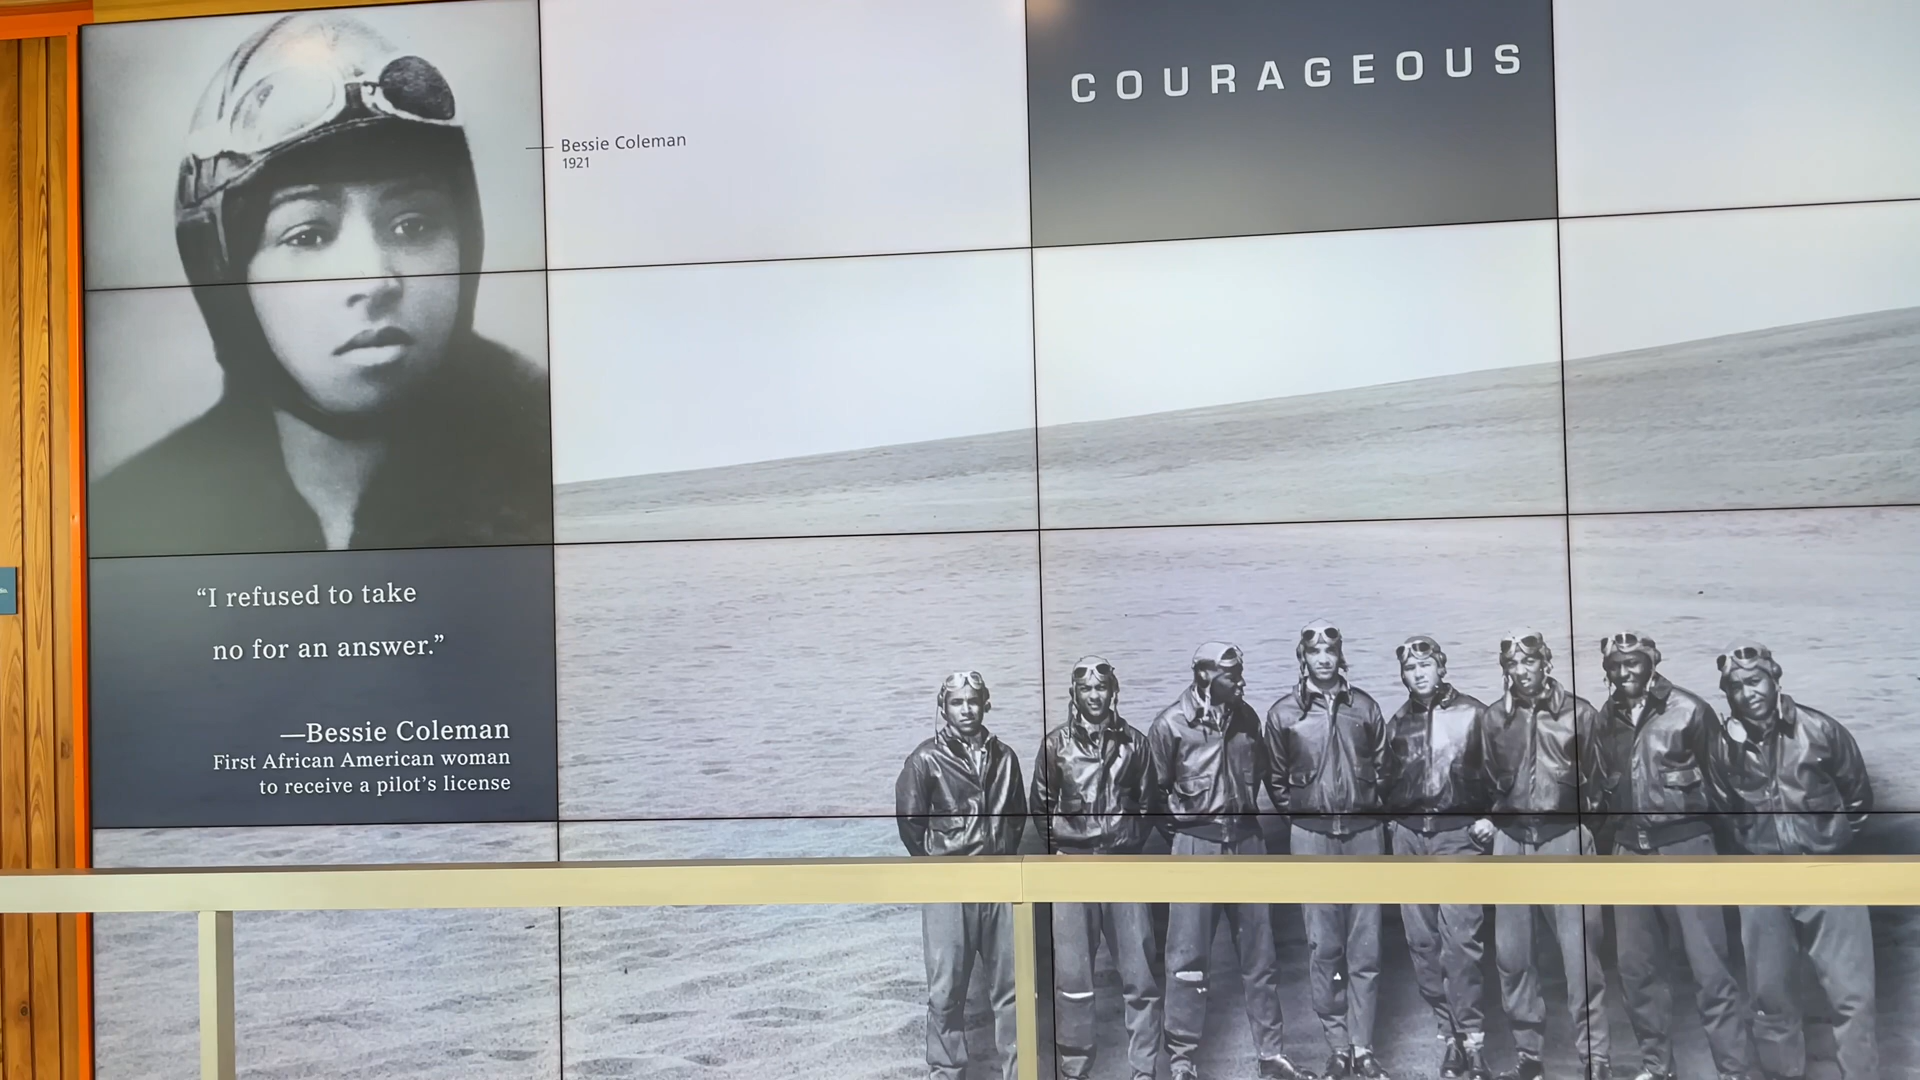 COURAGEOUS
Bessie Coleman
1921
“I refused to take
no for an answer.”
—Bessie Coleman
First African American woman
to receive a pilot’s license